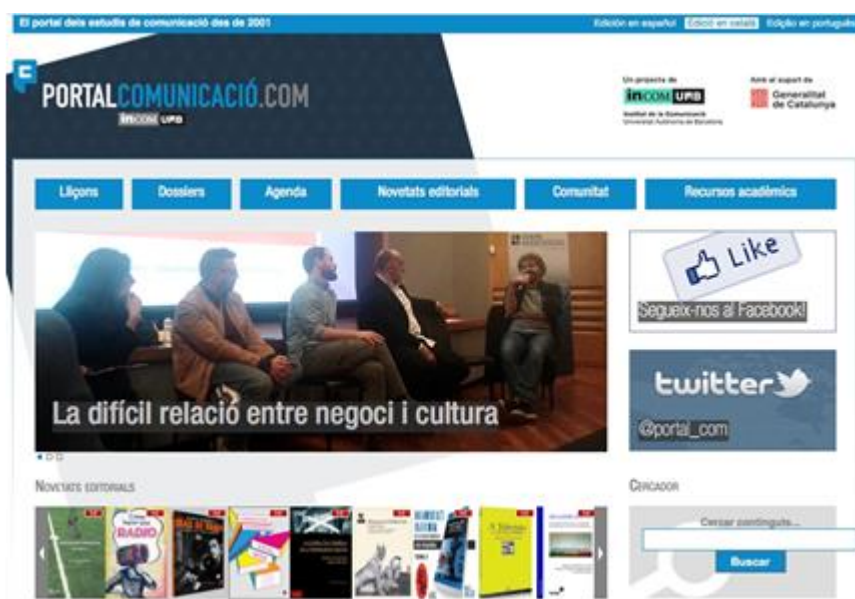 El portal dels estudis de comunicació des de 2001
Edición en español Edició en català Edição en português
PORTALCOMUNICACIÓ.COM
inCOM UAB
Un projecte de
inCOM UAB
Institut de la Comunicació
Universitat Autònoma de Barcelona
Amb el suport de
Generalitat
de Catalunya
Lliçons
Dossiers
Agenda
Novetats editorials
Comunitat
Recursos acadèmics
La difícil relació entre negoci i cultura
Like
Segueix-nos al Facebook!
twitter
@portal_com
Novetats editorials
RADIO
Cercador
Cercar continguts...
Buscar